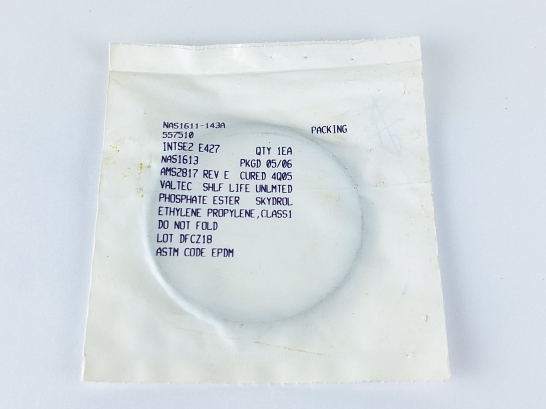 NAS1611-143A
557510 PACKING
INTSE2 E427 QTY 1EA
NAS1613 PKGD 05/06
AMS2817 REV E CURED 4Q05
VALTEC SHLF LIFE UNLMTED
PHOSPHATE ESTER SKYDROL
ETHYLENE PROPYLENE,CLASS1
DO NOT FOLD
LOT DFCZ18
ASTM CODE EPDM